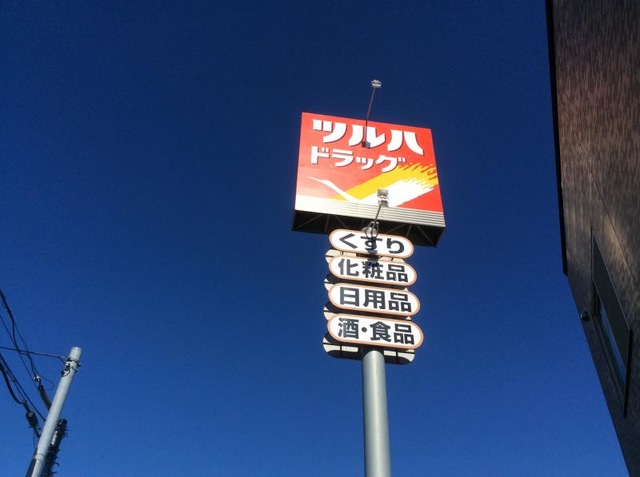 ツルハ
ドラッグ
くすり
化粧品
日用品
酒・食品